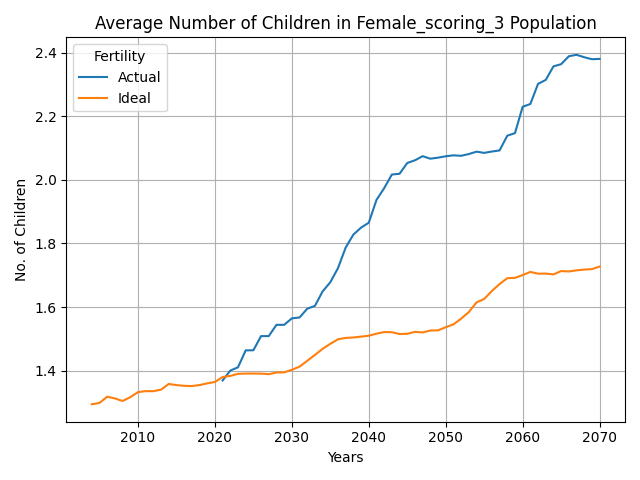 Average Number of Children in Female_scoring_3 Population
Fertility
Actual
Ideal
No. of Children
2.4
2.2
2.0
1.8
1.6
1.4
2010 2020 2030 2040 2050 2060 2070
Years